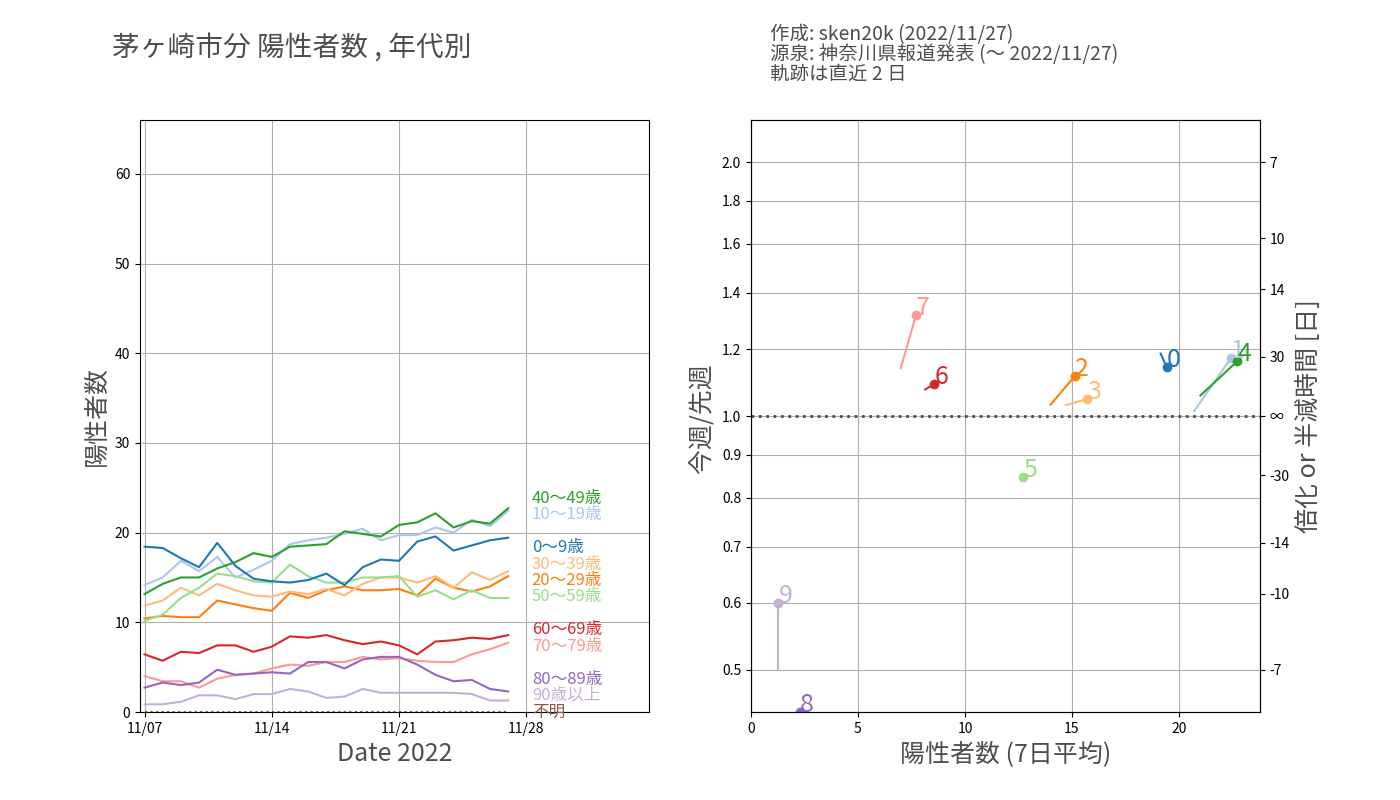 茅ヶ崎市分 陽性者数 , 年代別
作成: sken20k (2022/11/27)
源泉: 神奈川県報道発表 (〜 2022/11/27)
軌跡は直近 2 日
陽性者数
60
50
40
30
20
10
0
11/07
11/14
11/21
11/28
Date 2022
40〜49歳
10〜19歳
0〜9歳
30〜39歳
20〜29歳
50〜59歳
60〜69歳
70〜79歳
80〜89歳
90歳以上
不明
今週/先週
2.0
1.8
1.6
1.4
1.2
1.0
0.9
0.8
0.7
0.6
0.5
0
5
10
15
20
陽性者数 (7日平均)
7
6
2
3
0
1
4
5
9
8
7
10
14
30
∞
-30
-14
-10
-7
倍化 or 半減時間 [日]